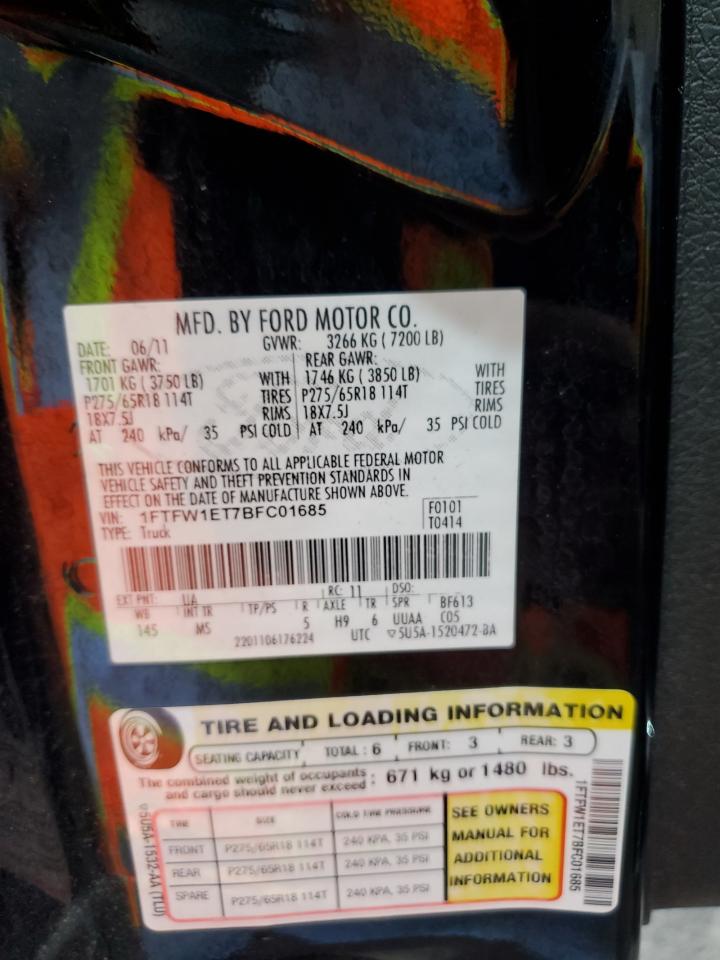 MFD. BY FORD MOTOR CO.
DATE: 06/11 GVWR: 3266 KG ( 7200 LB)
FRONT GAWR: REAR GAWR:
1701 KG ( 3750 LB) WITH 1746 KG ( 3850 LB) WITH
P275/65R18 114T TIRES P275/65R18 114T TIRES
18X7.5J RIMS 18X7.5J RIMS
AT 240 kPa/ 35 PSI COLD AT 240 kPa/ 35 PSI COLD
THIS VEHICLE CONFORMS TO ALL APPLICABLE FEDERAL MOTOR
VEHICLE SAFETY AND THEFT PREVENTION STANDARDS IN
EFFECT ON THE DATE OF MANUFACTURE SHOWN ABOVE.
VIN: 1FTFW1ET7BFC01685 F0101
TYPE: Truck T0414
EXT PNT: UA RC: 11 DSO:
WB INT TR TP/PS R AXLE TR SPR BF613
145 MS 5 H9 6 UUAA C05
2201106176224 UTC ▽5U5A-1520472-BA
TIRE AND LOADING INFORMATION
SEATING CAPACITY TOTAL : 6 FRONT: 3 REAR: 3
The combined weight of occupants : 671 kg or 1480 lbs.
and cargo should never exceed
TIRE SIZE COLD TIRE PRESSURE
FRONT P275/65R18 114T 240 KPA, 35 PSI
REAR P275/65R18 114T 240 KPA, 35 PSI
SPARE P275/65R18 114T 240 KPA, 35 PSI
SEE OWNERS
MANUAL FOR
ADDITIONAL
INFORMATION
▽5U5A-1532-AA (TLU)
1FTFW1ET7BFC01685